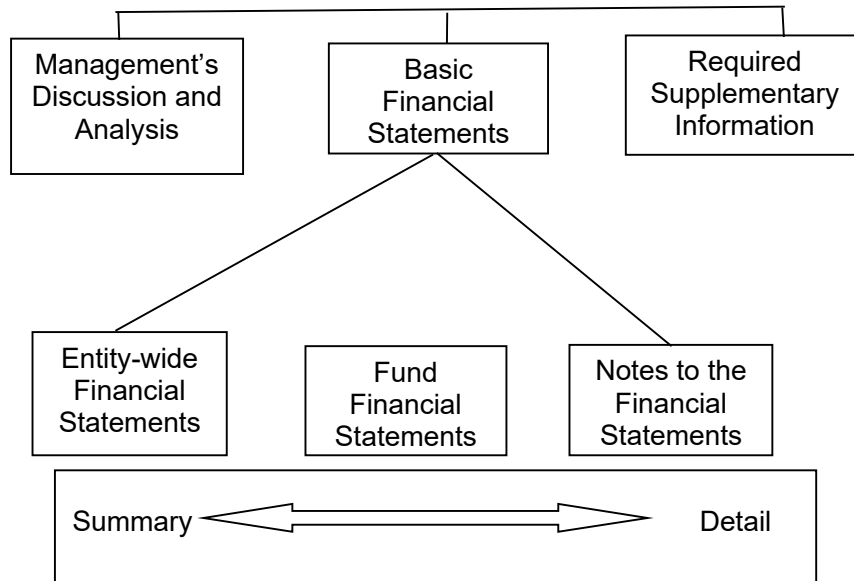 Management’s
Discussion and
Analysis
Basic
Financial
Statements
Required
Supplementary
Information
Entity-wide
Financial
Statements
Fund
Financial
Statements
Notes to the
Financial
Statements
Summary
Detail